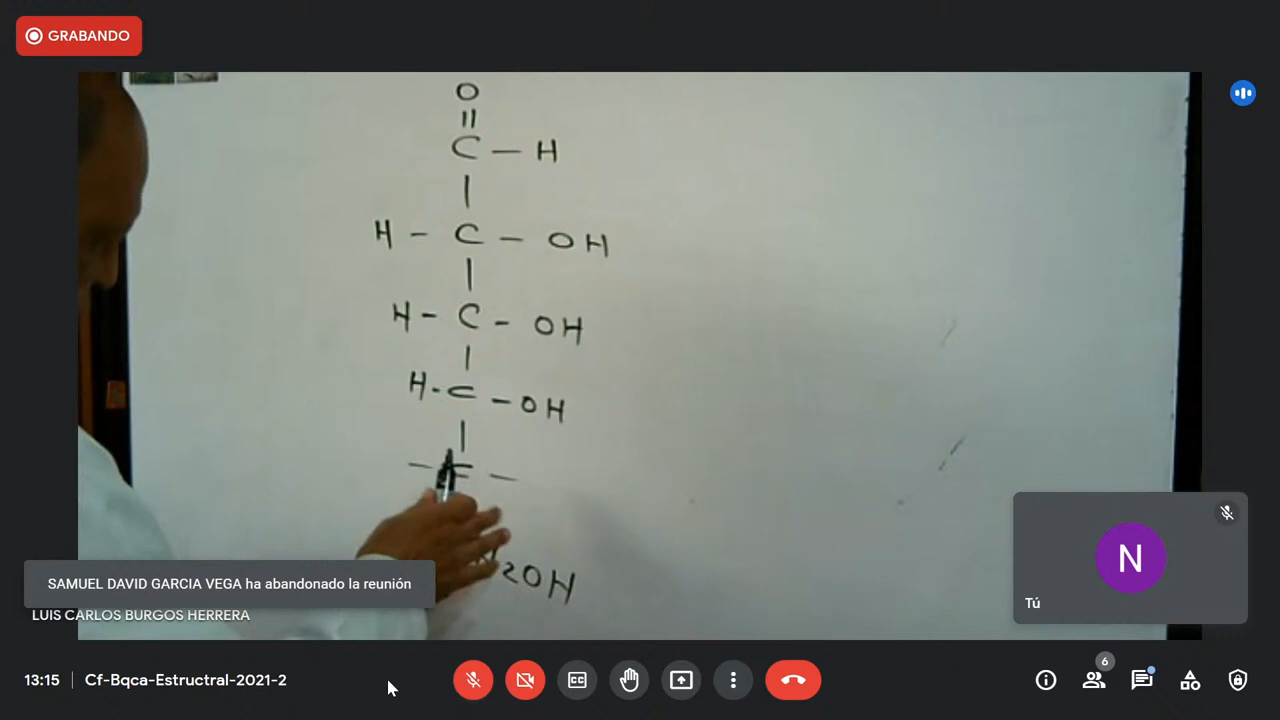 GRABANDO
O
C - H
H - C - OH
H - C - OH
H - C - OH
- C -
2OH
SAMUEL DAVID GARCIA VEGA ha abandonado la reunión
LUIS CARLOS BURGOS HERRERA
N
Tú
13:15 | Cf-Bqca-Estructral-2021-2
CC
6